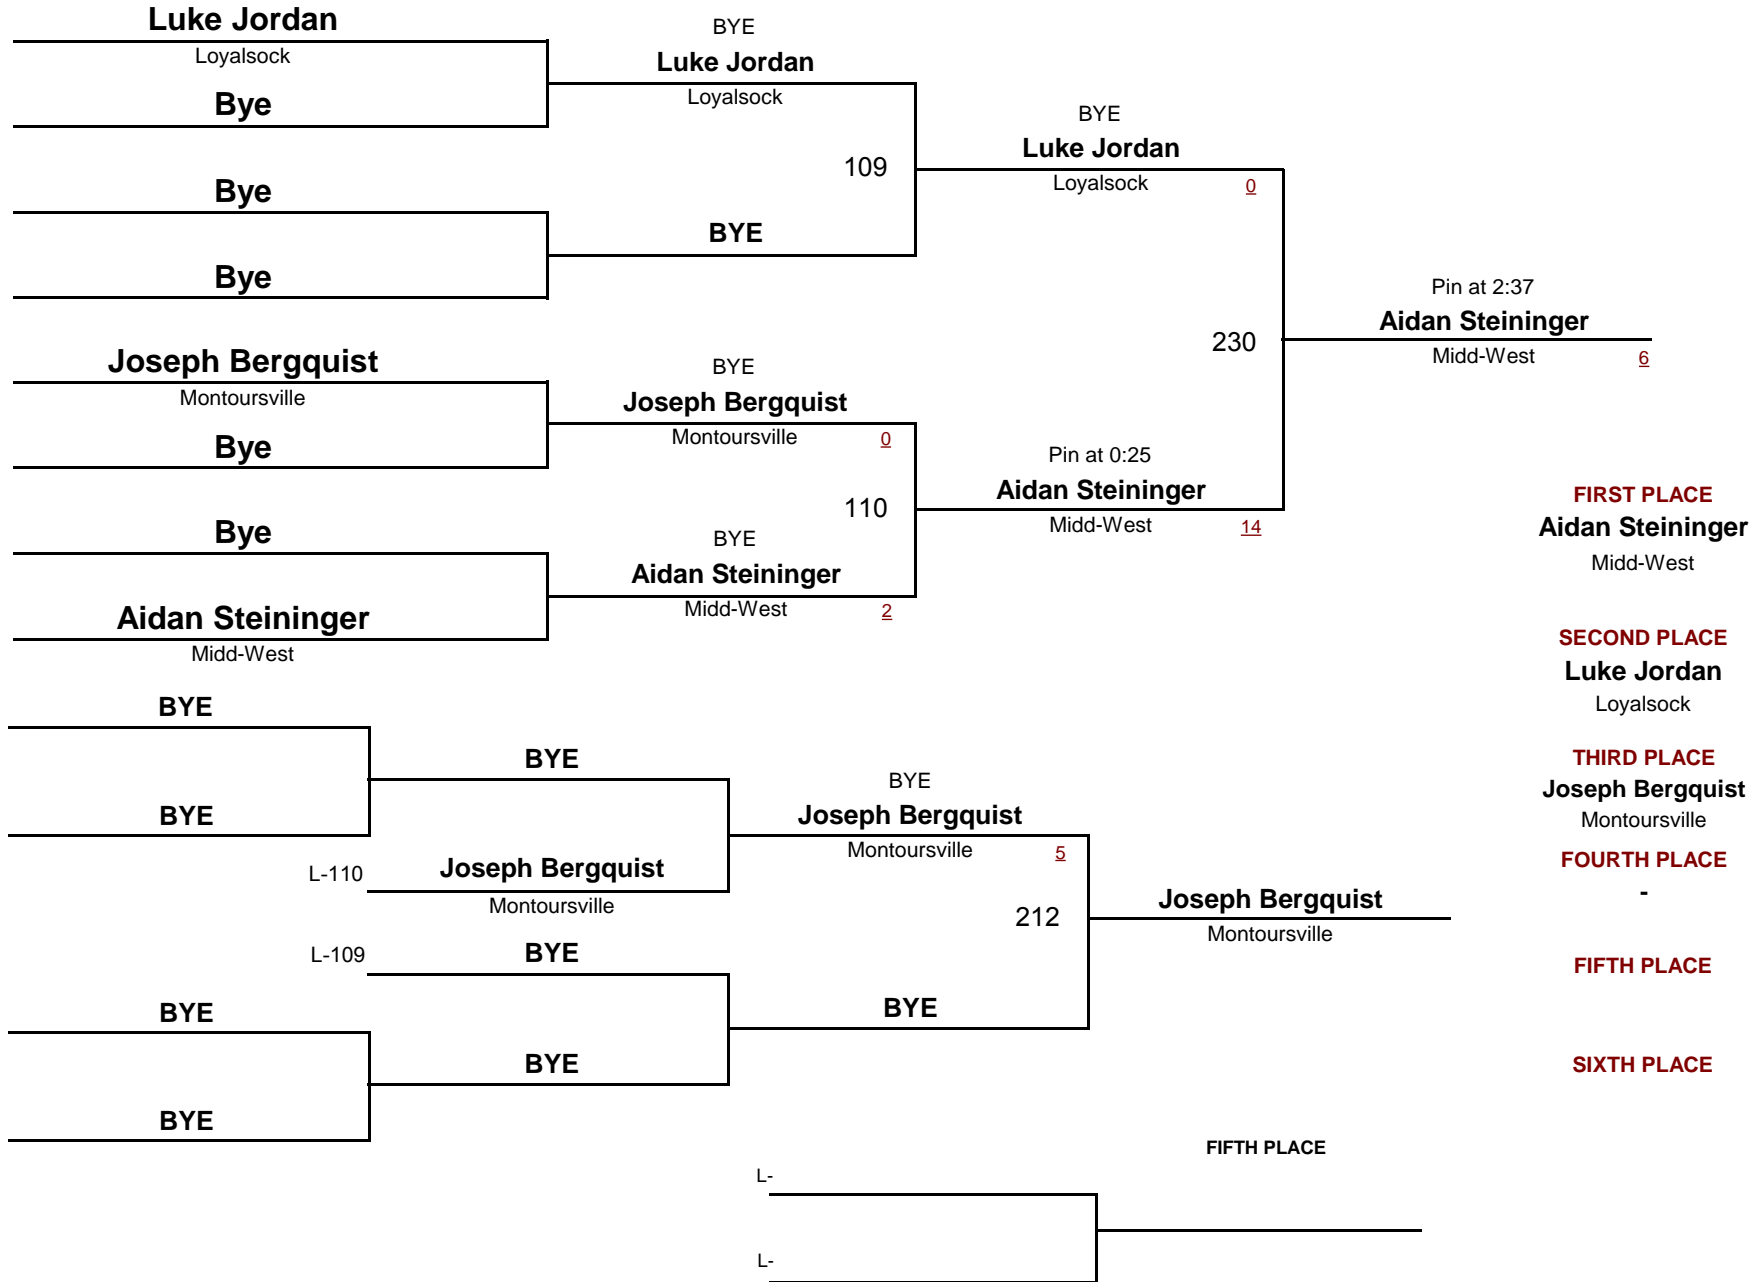 Luke Jordan
Loyalsock
Bye
Bye
Bye
Joseph Bergquist
Montoursville
Bye
Bye
Aidan Steininger
Midd-West
BYE
Luke Jordan
Loyalsock
109
BYE
BYE
Joseph Bergquist
Montoursville 0
110
BYE
Aidan Steininger
Midd-West 2
BYE
Luke Jordan
Loyalsock 0
230
Pin at 0:25
Aidan Steininger
Midd-West 14
Pin at 2:37
Aidan Steininger
Midd-West 6
FIRST PLACE
Aidan Steininger
Midd-West
SECOND PLACE
Luke Jordan
Loyalsock
THIRD PLACE
Joseph Bergquist
Montoursville
FOURTH PLACE
-
FIFTH PLACE
SIXTH PLACE
BYE
BYE
BYE
BYE
BYE
L-110 Joseph Bergquist
Montoursville
L-109 BYE
BYE
BYE
Joseph Bergquist
Montoursville 5
212
BYE
Joseph Bergquist
Montoursville
FIFTH PLACE
L-
L-